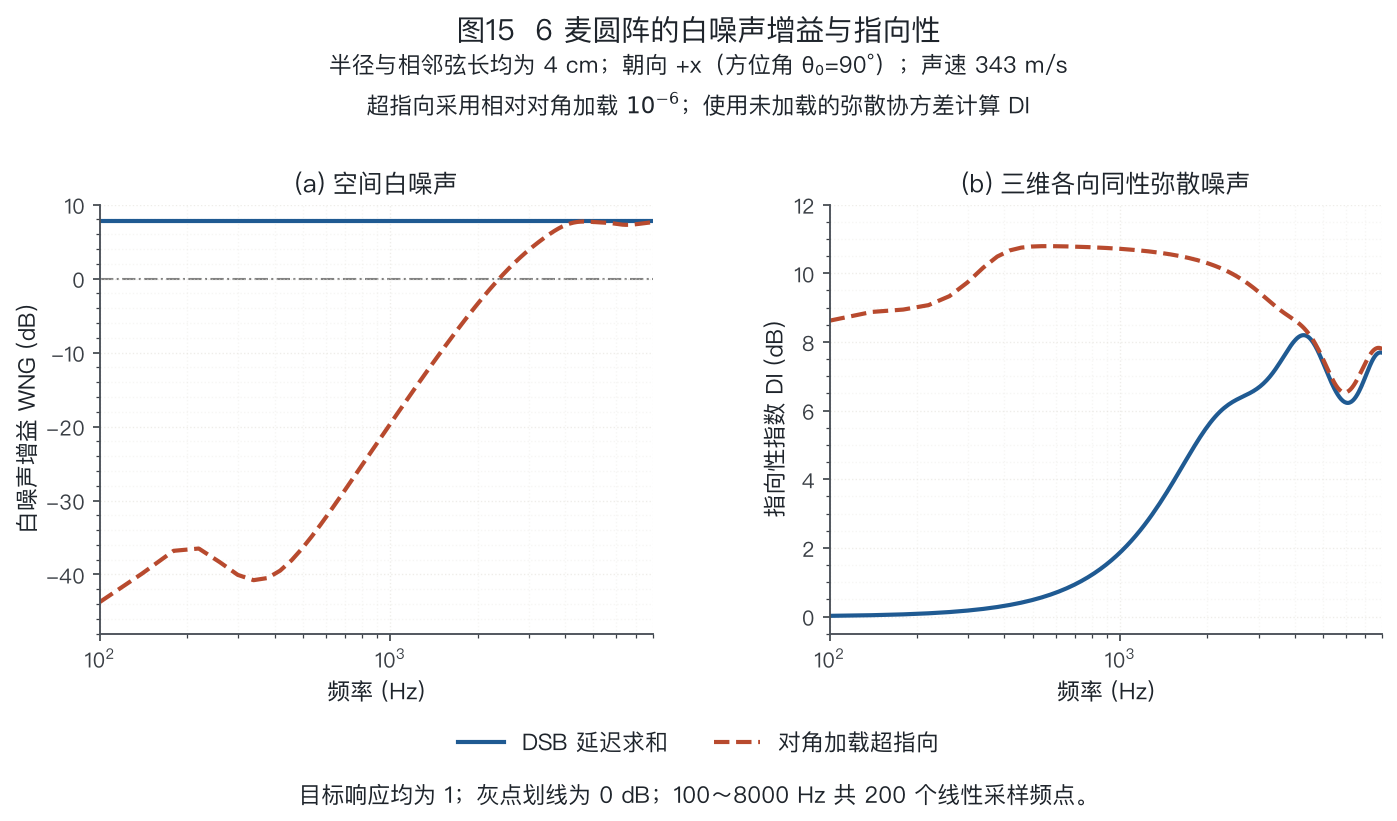 图15 6 麦圆阵的白噪声增益与指向性
半径与相邻弦长均为 4 cm；朝向 +x（方位角 θ₀=90°）；声速 343 m/s
超指向采用相对对角加载 10⁻⁶；使用未加载的弥散协方差计算 DI
(a) 空间白噪声
10
0
−10
−20
−30
−40
白噪声增益 WNG (dB)
10²
10³
频率 (Hz)
(b) 三维各向同性弥散噪声
12
10
8
6
4
2
0
指向性指数 DI (dB)
10²
10³
频率 (Hz)
DSB 延迟求和
对角加载超指向
目标响应均为 1；灰点划线为 0 dB；100～8000 Hz 共 200 个线性采样频点。